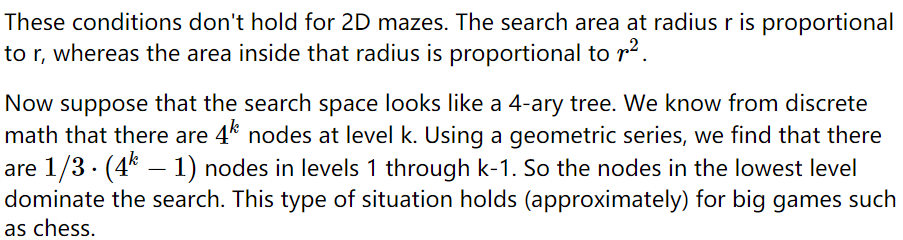 These conditions don't hold for 2D mazes. The search area at radius r is proportional
to r, whereas the area inside that radius is proportional to r².
Now suppose that the search space looks like a 4-ary tree. We know from discrete
math that there are 4^k nodes at level k. Using a geometric series, we find that there
are 1/3 · (4^k − 1) nodes in levels 1 through k-1. So the nodes in the lowest level
dominate the search. This type of situation holds (approximately) for big games such
as chess.